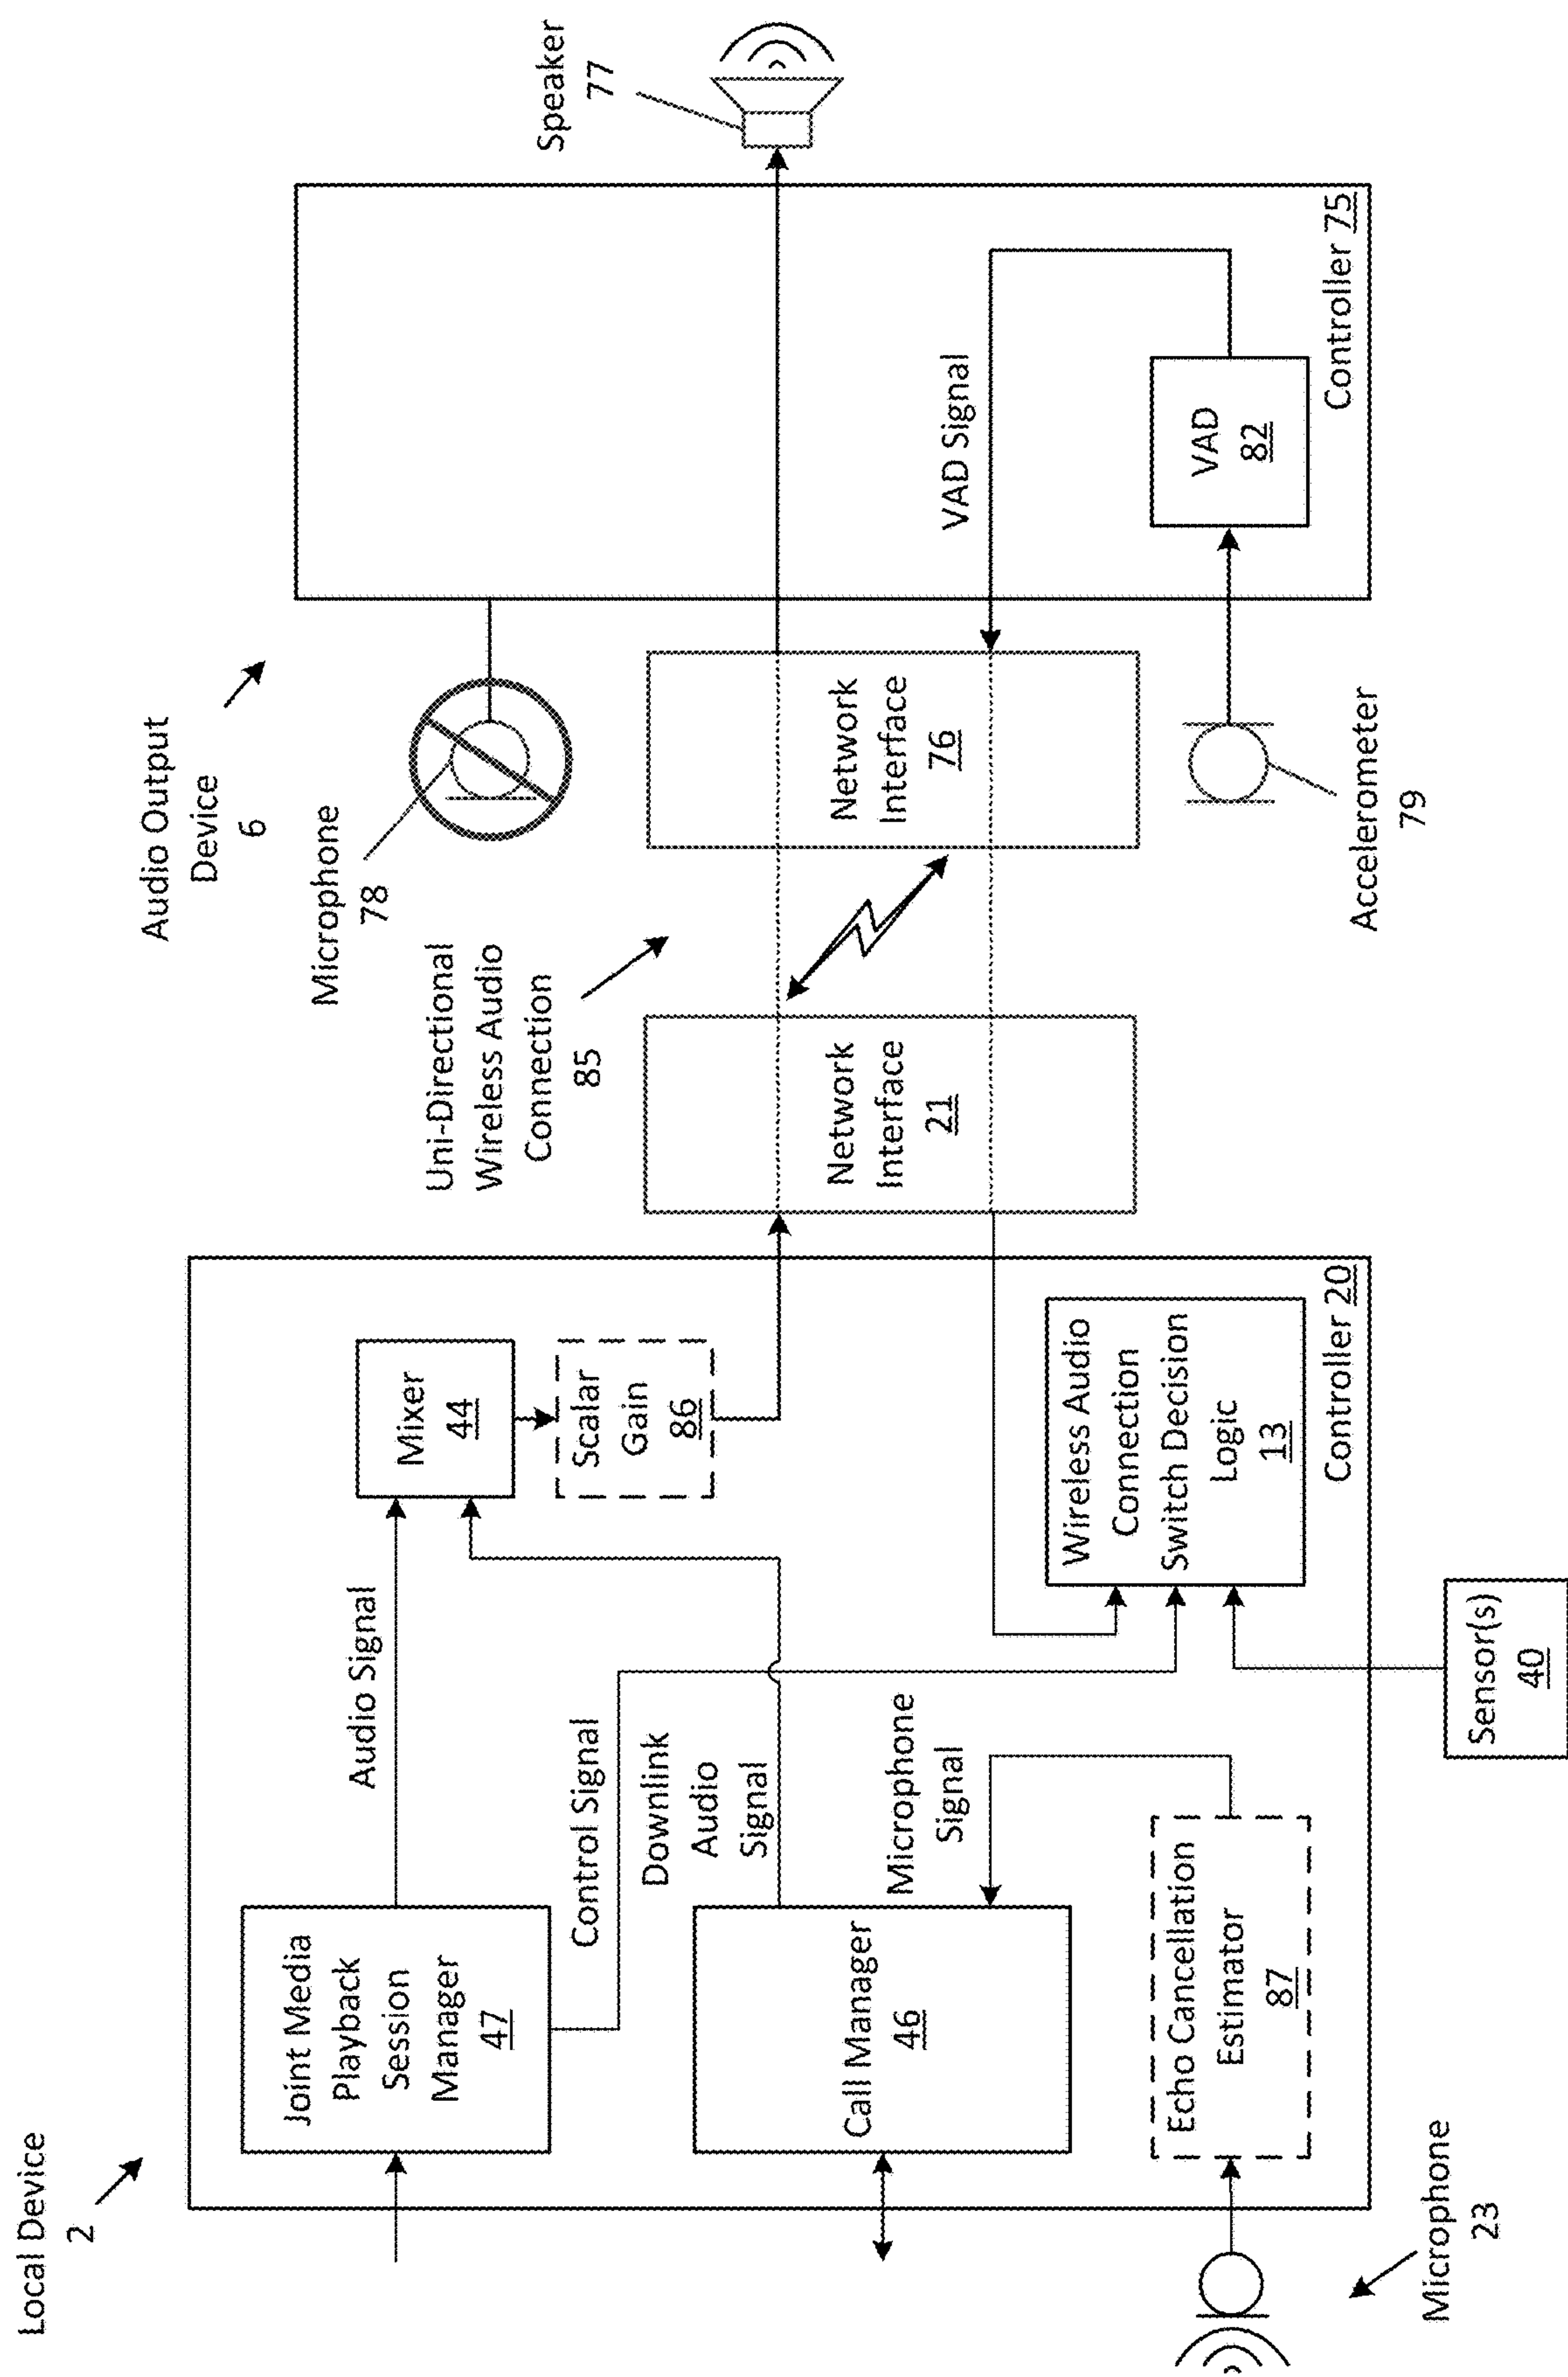 Local Device
2
Joint Media
Playback
Session
Manager
47
Audio Signal
Mixer
44
Scalar
Gain
86
Control Signal
Downlink
Audio
Signal
Call Manager
46
Microphone
Signal
Echo Cancellation
Estimator
87
Microphone
23
Wireless Audio
Connection
Switch Decision
Logic
13
Controller 20
Sensor(s)
40
Network
Interface
21
Uni-Directional
Wireless Audio
Connection
85
Audio Output
Device
6
Microphone
78
Network
Interface
76
Accelerometer
79
VAD Signal
VAD
82
Controller 75
Speaker
77